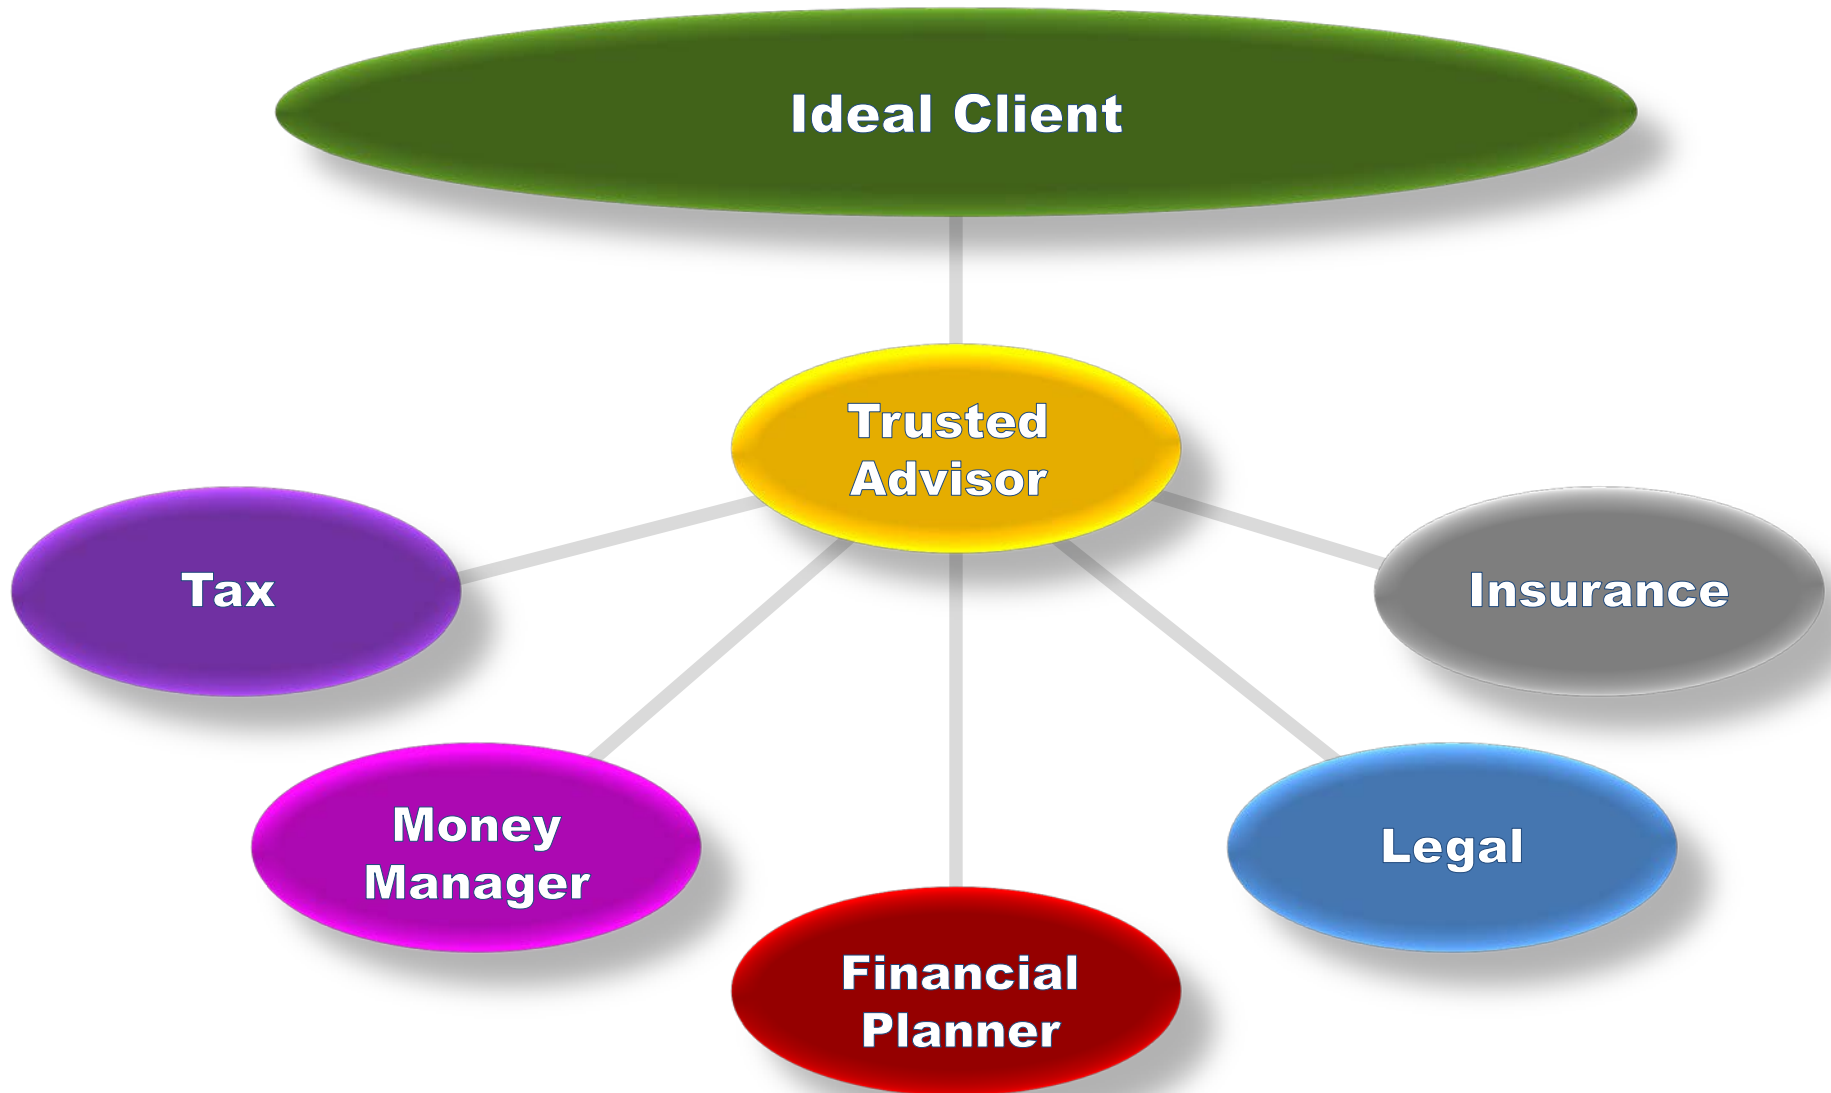 Ideal Client
Trusted
Advisor
Tax
Insurance
Money
Manager
Legal
Financial
Planner